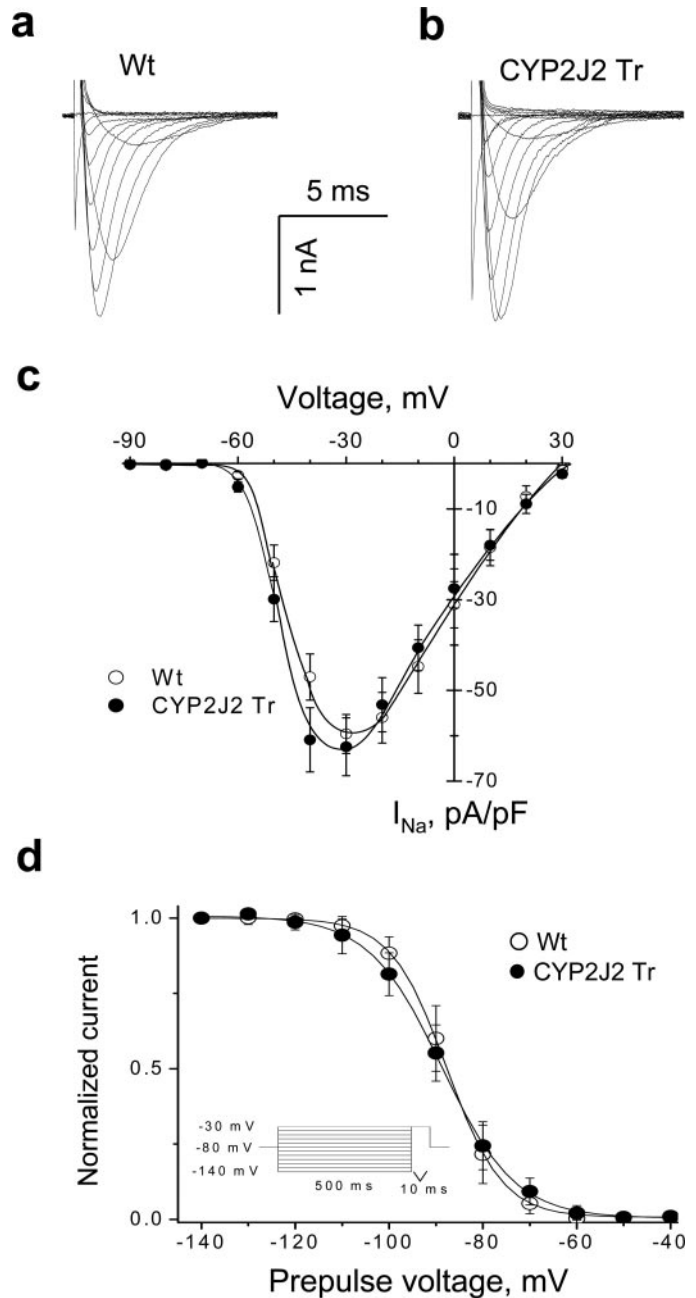 a
b
Wt
CYP2J2 Tr
5 ms
1 nA
c
Voltage, mV
-90 -60 -30 0 30
-10
-30
-50
-70
Wt
CYP2J2 Tr
I_Na, pA/pF
d
1.0
0.5
0.0
Normalized current
Wt
CYP2J2 Tr
-30 mV
-80 mV
-140 mV
500 ms
10 ms
-140 -120 -100 -80 -60 -40
Prepulse voltage, mV